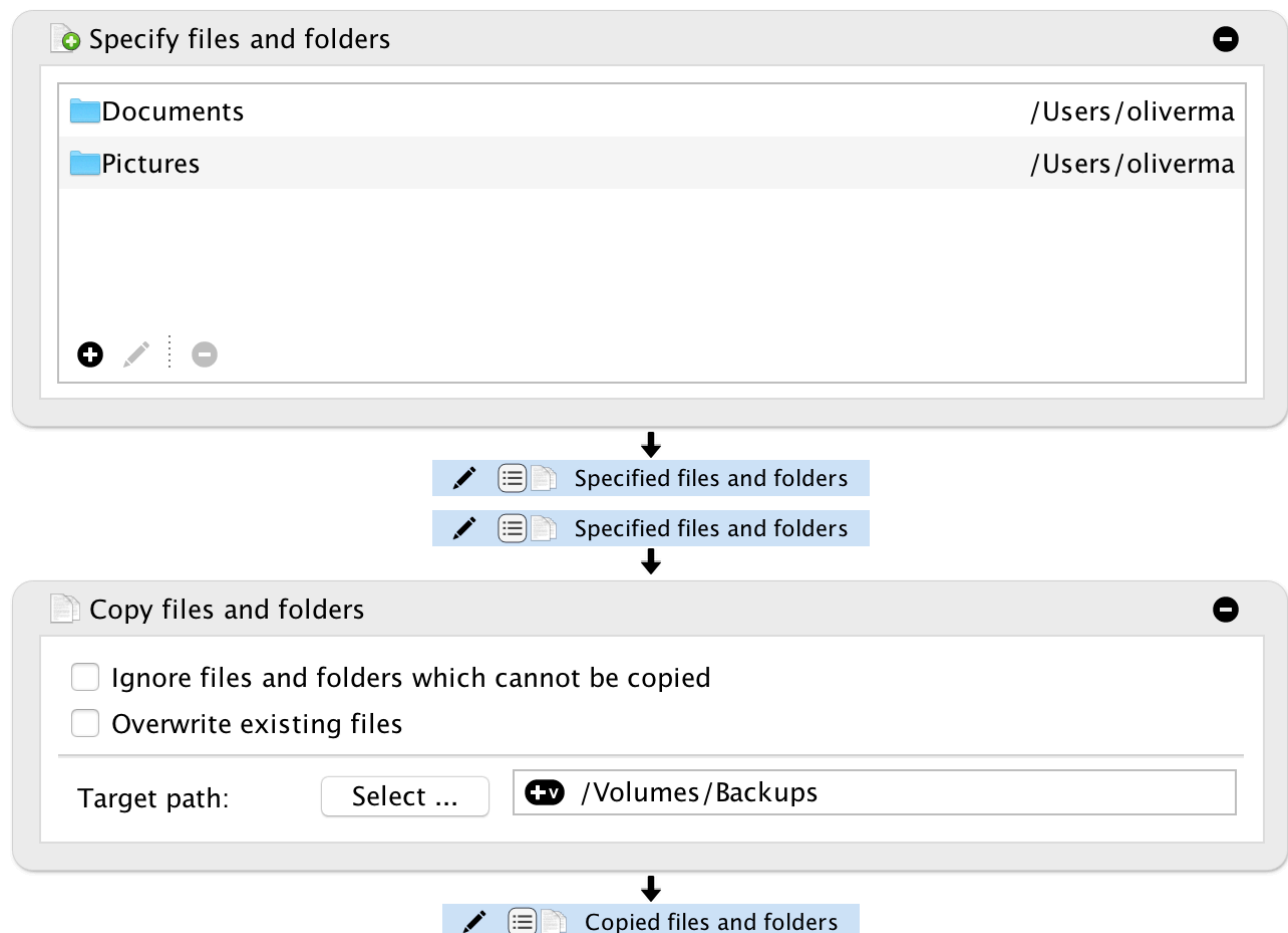 Specify files and folders
Documents /Users/oliverma
Pictures /Users/oliverma
Specified files and folders
Specified files and folders
Copy files and folders
Ignore files and folders which cannot be copied
Overwrite existing files
Target path: Select ... +v /Volumes/Backups
Copied files and folders